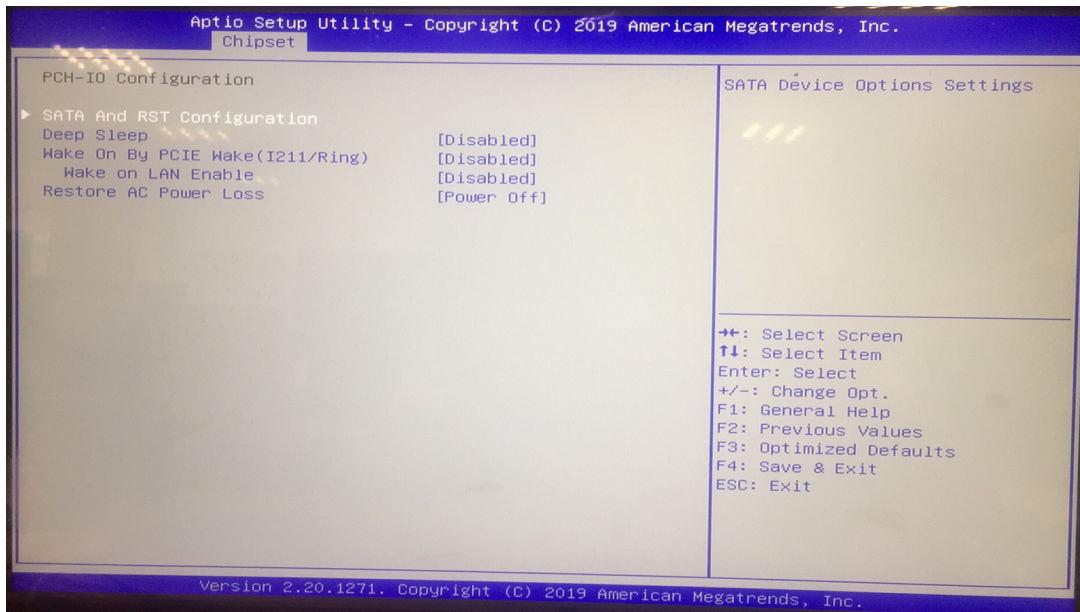 Aptio Setup Utility – Copyright (C) 2019 American Megatrends, Inc.
Chipset
PCH-IO Configuration
SATA And RST Configuration
Deep Sleep [Disabled]
Wake On By PCIE Wake(I211/Ring) [Disabled]
Wake on LAN Enable [Disabled]
Restore AC Power Loss [Power Off]
SATA Device Options Settings
→←: Select Screen
↑↓: Select Item
Enter: Select
+/-: Change Opt.
F1: General Help
F2: Previous Values
F3: Optimized Defaults
F4: Save & Exit
ESC: Exit
Version 2.20.1271. Copyright (C) 2019 American Megatrends, Inc.